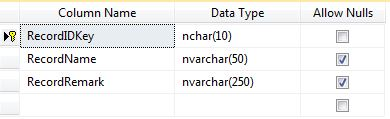 Column Name Data Type Allow Nulls
RecordIDKey nchar(10)
RecordName nvarchar(50)
RecordRemark nvarchar(250)